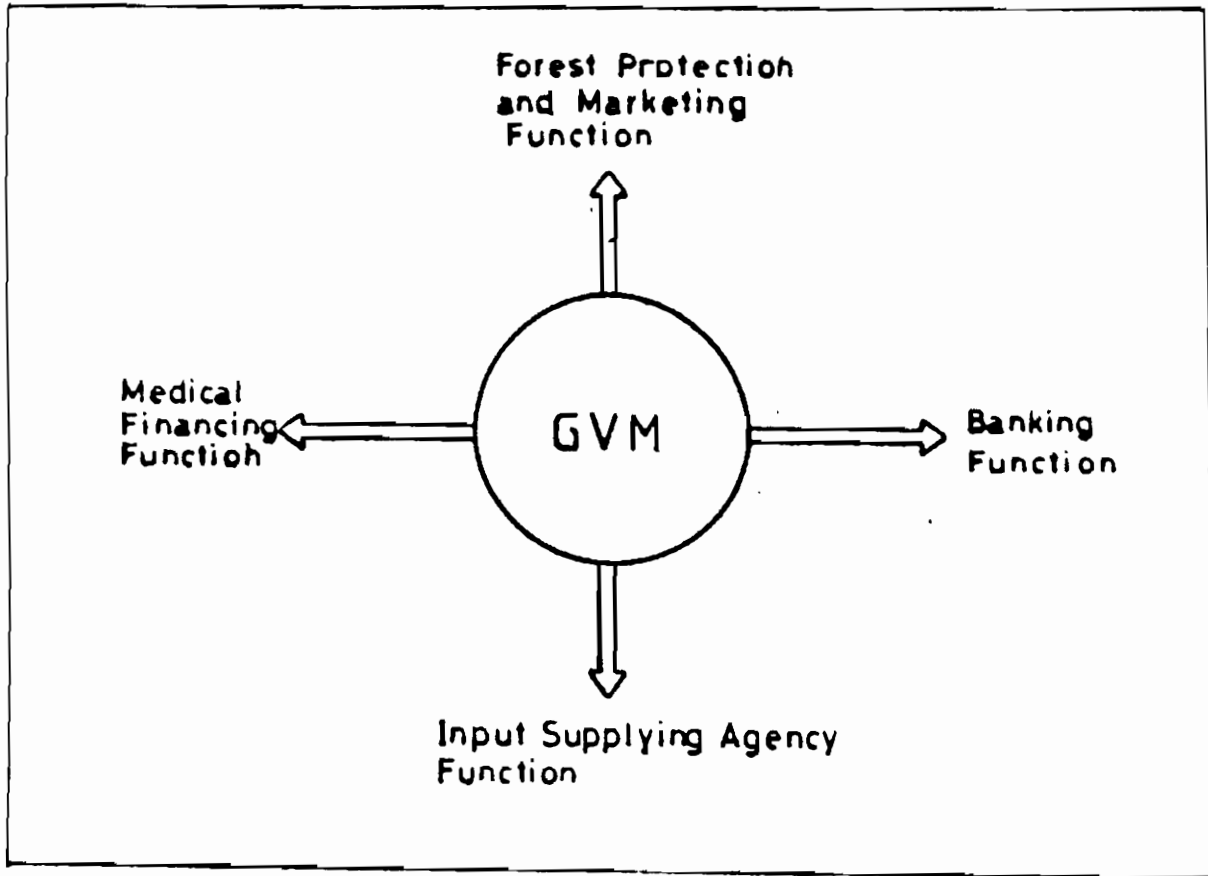 Forest Protection
and Marketing
Function
Medical
Financing
Function
GVM
Banking
Function
Input Supplying Agency
Function